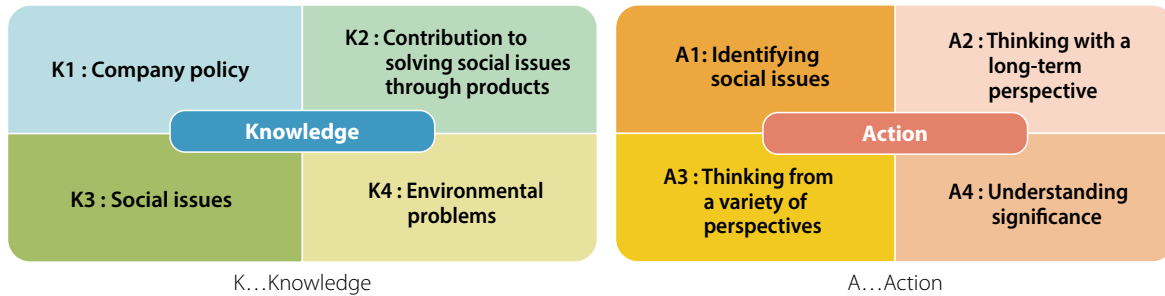 K1 : Company policy
K2 : Contribution to
solving social issues
through products
Knowledge
K3 : Social issues
K4 : Environmental
problems
K…Knowledge
A1: Identifying
social issues
A2 : Thinking with a
long-term
perspective
Action
A3 : Thinking from
a variety of
perspectives
A4 : Understanding
significance
A…Action